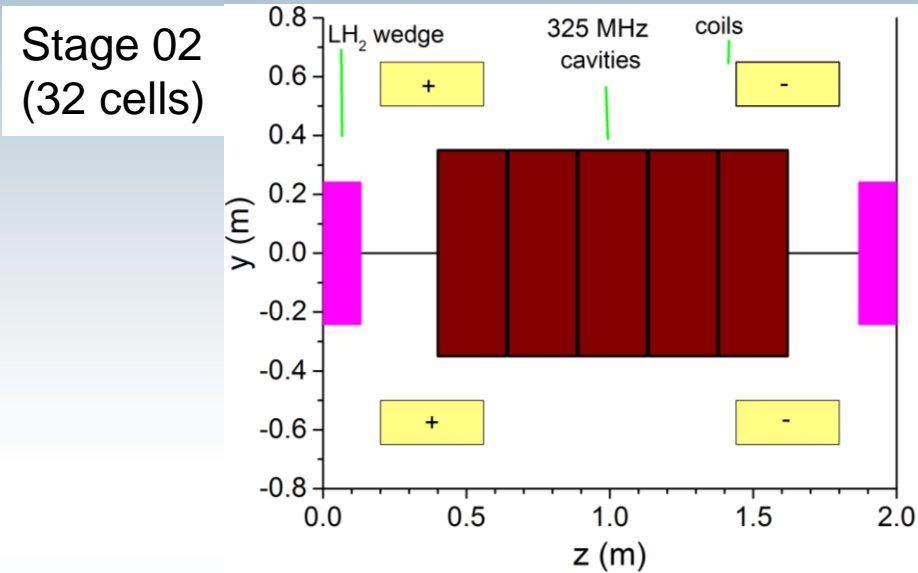 Stage 02
(32 cells)
LH2 wedge
325 MHz
cavities
coils
+
-
+
-
y (m)
0.8
0.6
0.4
0.2
0.0
-0.2
-0.4
-0.6
-0.8
0.0
0.5
1.0
1.5
2.0
z (m)